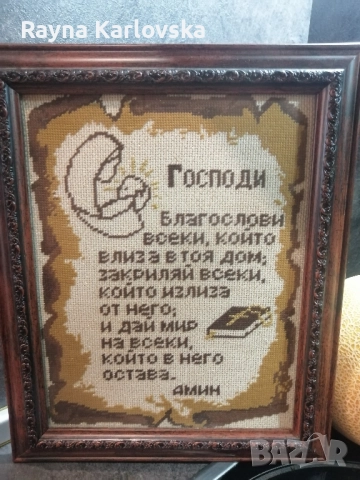 Rayna Karlovska
Господи
Благослови
всеки, който
влиза в тоя дом;
закриляй всеки,
който излиза
от него;
и дай мир
на всеки,
който в него
остава.
амин
BAZAR